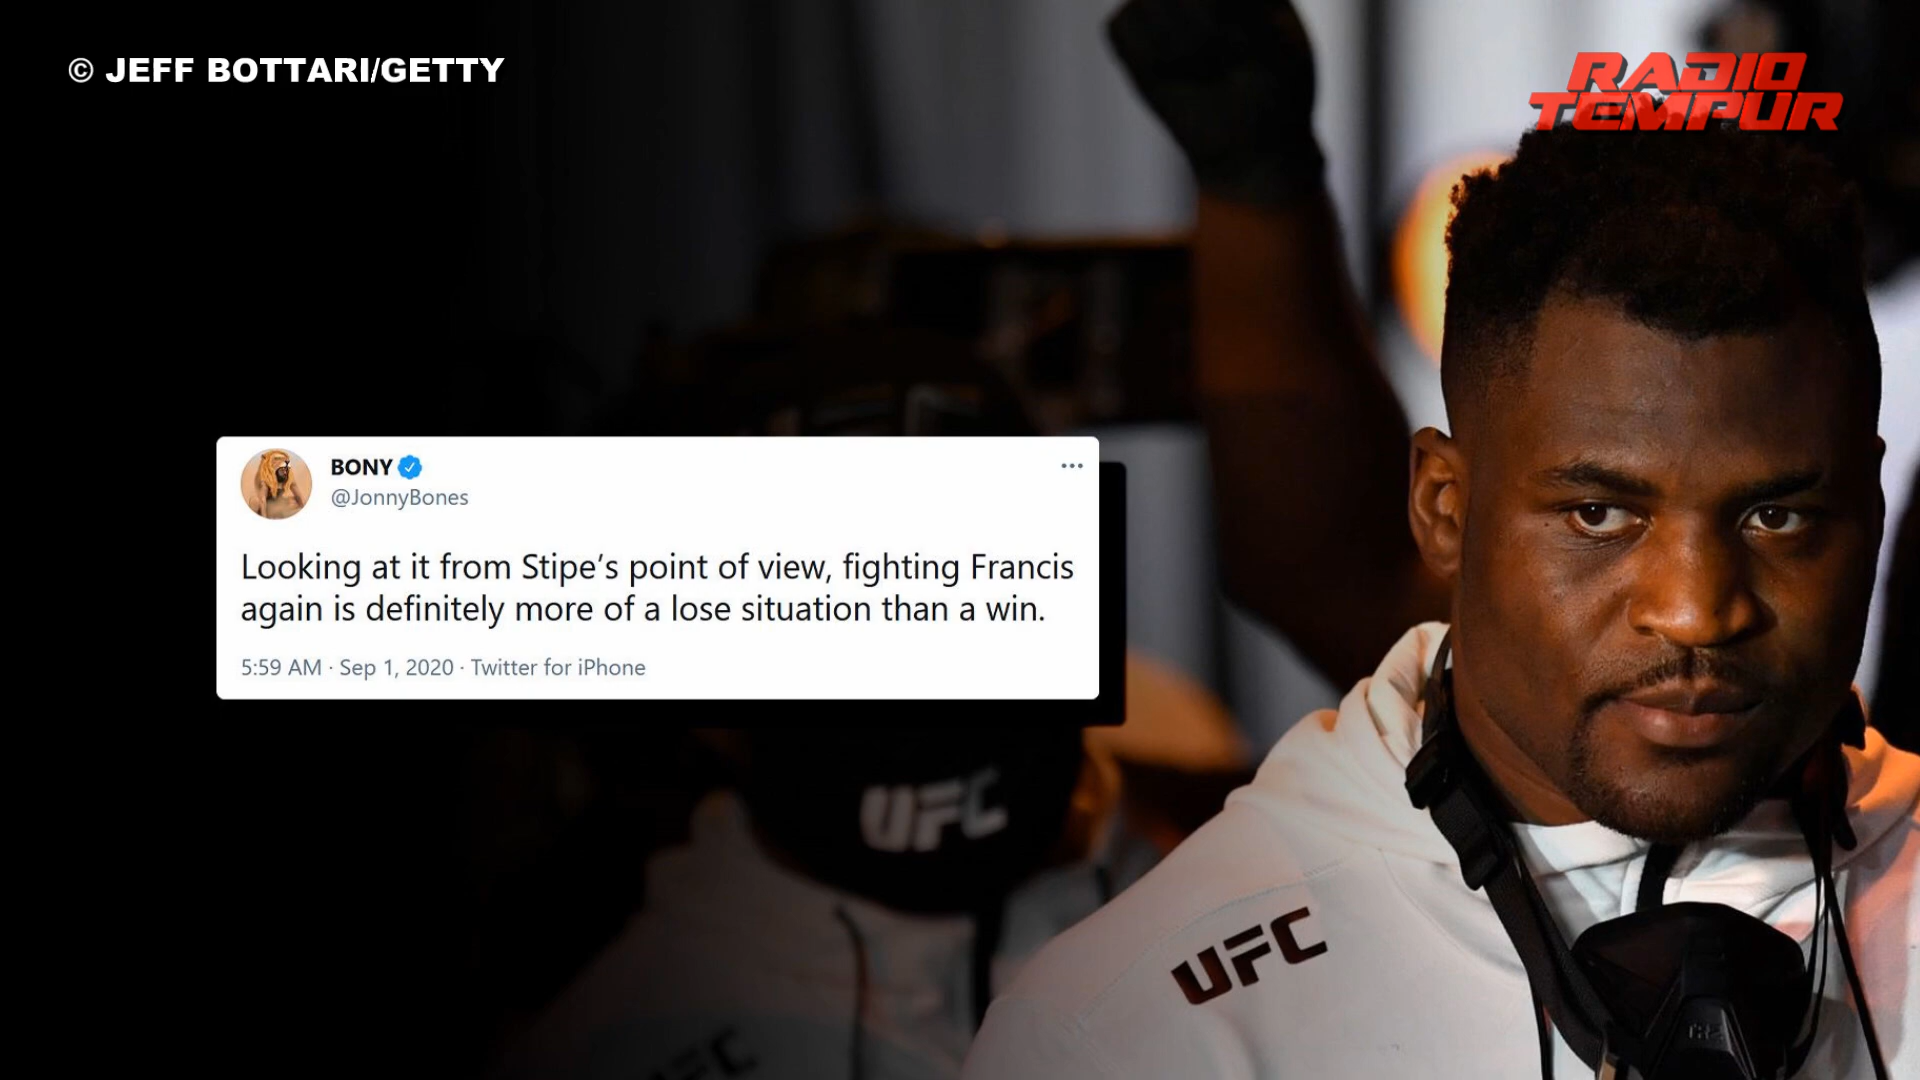 © JEFF BOTTARI/GETTY
RADIO
TEMPUR
BONY
@JonnyBones
Looking at it from Stipe’s point of view, fighting Francis
again is definitely more of a lose situation than a win.
5:59 AM · Sep 1, 2020 · Twitter for iPhone
UFC
UFC
UFC